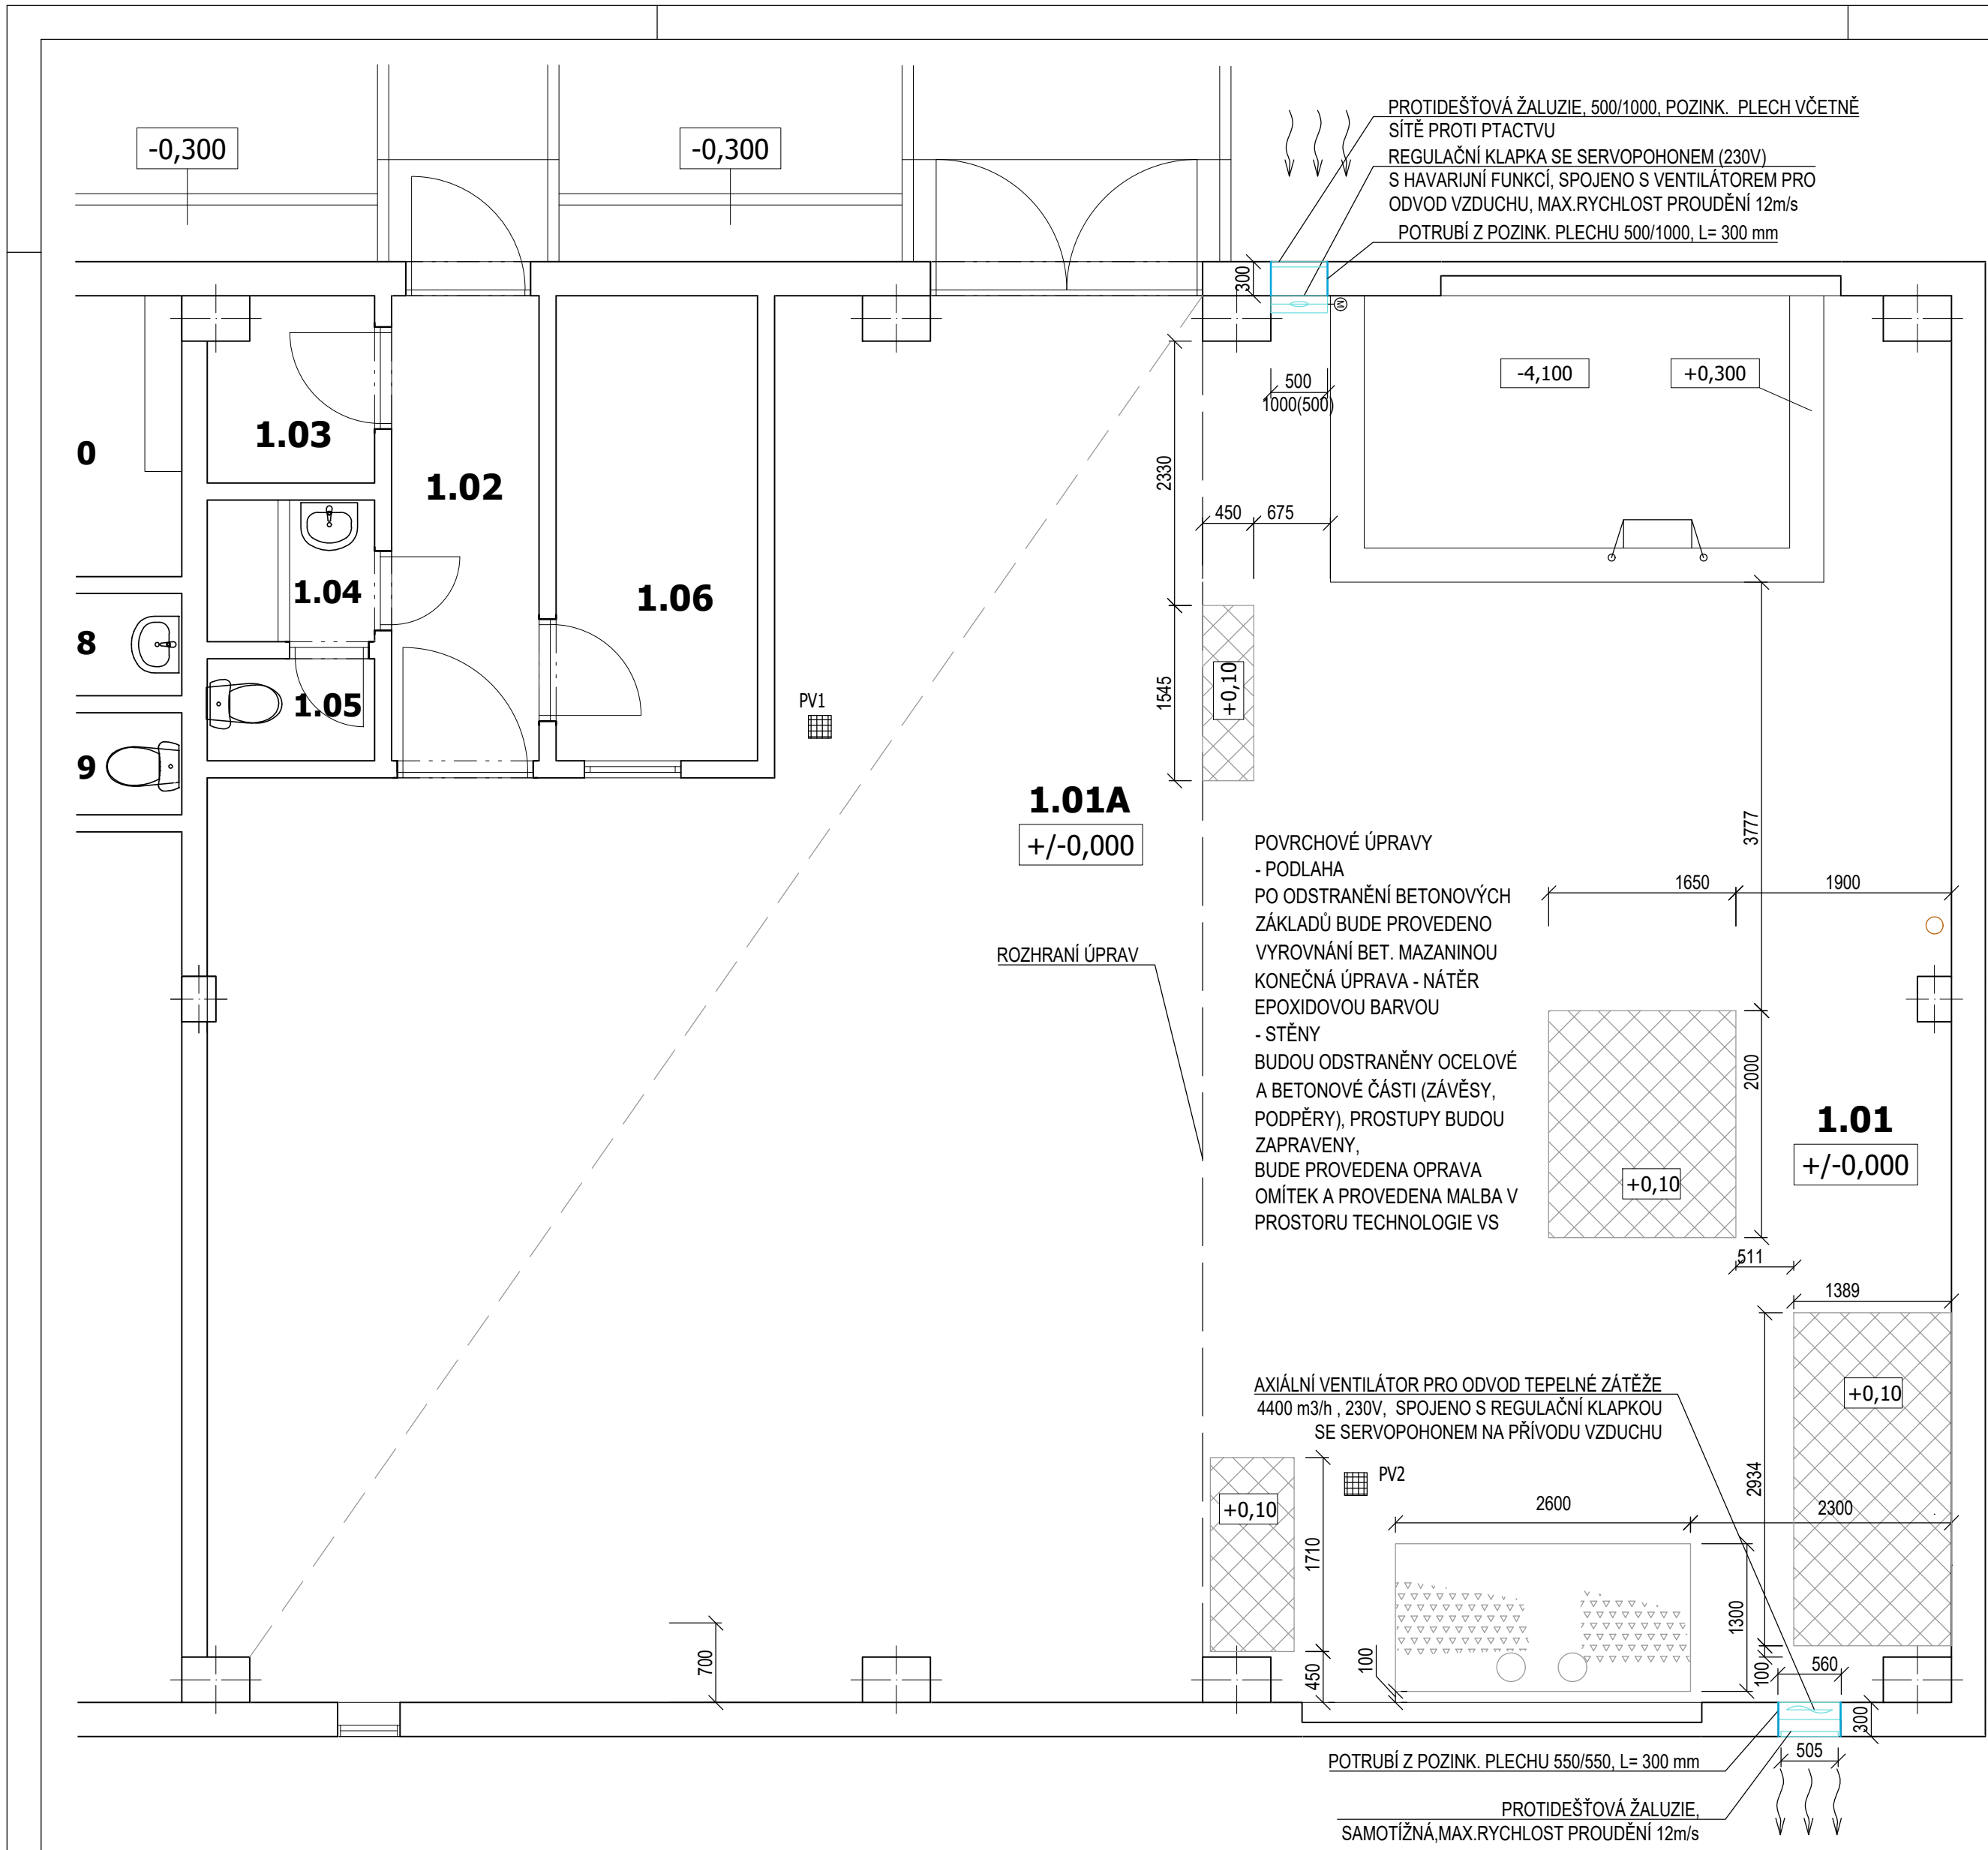 -0,300
-0,300
PROTIDEŠŤOVÁ ŽALUZIE, 500/1000, POZINK. PLECH VČETNĚ
SÍTĚ PROTI PTACTVU
REGULAČNÍ KLAPKA SE SERVOPOHONEM (230V)
S HAVARIJNÍ FUNKCÍ, SPOJENO S VENTILÁTOREM PRO
ODVOD VZDUCHU, MAX.RYCHLOST PROUDĚNÍ 12m/s
POTRUBÍ Z POZINK. PLECHU 500/1000, L= 300 mm
300
M
-4,100
+0,300
500
1000(500)
1.03
0
1.02
2330
450
675
1.04
1.06
8
1.05
PV1
1545
+0,10
9
1.01A
+/-0,000
3777
POVRCHOVÉ ÚPRAVY
- PODLAHA
PO ODSTRANĚNÍ BETONOVÝCH
ZÁKLADŮ BUDE PROVEDENO
VYROVNÁNÍ BET. MAZANINOU
KONEČNÁ ÚPRAVA - NÁTĚR
EPOXIDOVOU BARVOU
- STĚNY
BUDOU ODSTRANĚNY OCELOVÉ
A BETONOVÉ ČÁSTI (ZÁVĚSY,
PODPĚRY), PROSTUPY BUDOU
ZAPRAVENY,
BUDE PROVEDENA OPRAVA
OMÍTEK A PROVEDENA MALBA V
PROSTORU TECHNOLOGIE VS
1650
1900
ROZHRANÍ ÚPRAV
2000
1.01
+/-0,000
+0,10
511
1389
AXIÁLNÍ VENTILÁTOR PRO ODVOD TEPELNÉ ZÁTĚŽE
4400 m3/h , 230V, SPOJENO S REGULAČNÍ KLAPKOU
SE SERVOPOHONEM NA PŘÍVODU VZDUCHU
+0,10
2934
PV2
+0,10
2600
2300
1710
1300
700
450
100
100
560
300
POTRUBÍ Z POZINK. PLECHU 550/550, L= 300 mm
505
PROTIDEŠŤOVÁ ŽALUZIE,
SAMOTÍŽNÁ,MAX.RYCHLOST PROUDĚNÍ 12m/s